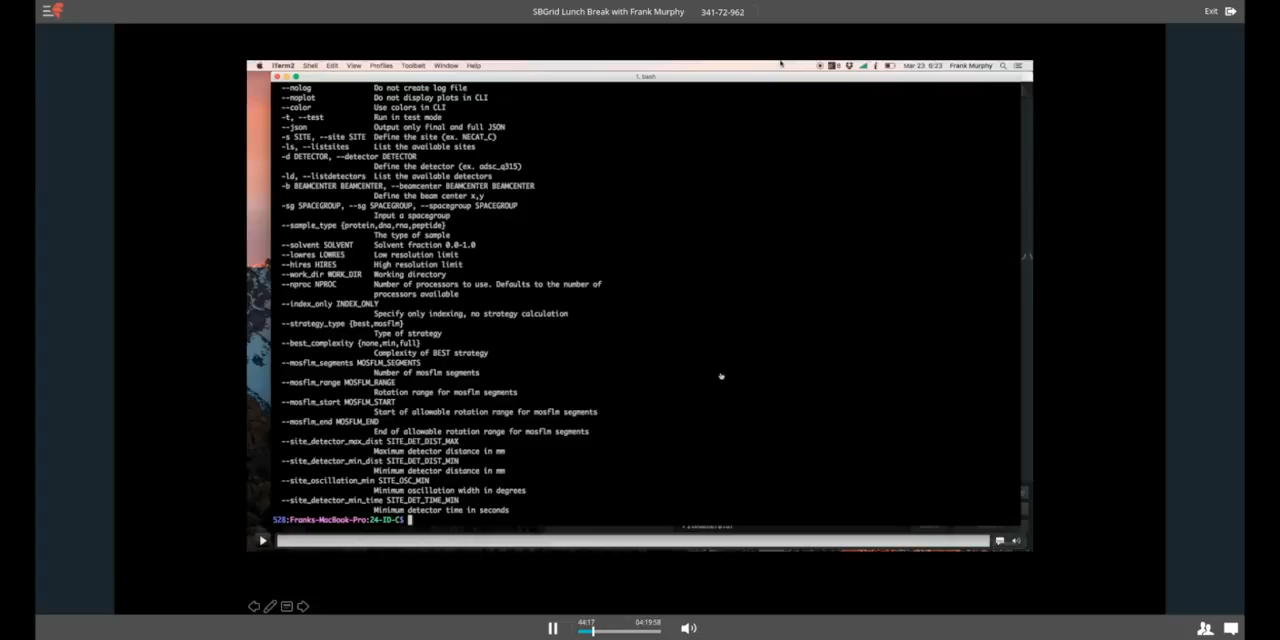 SBGrid Lunch Break with Frank Murphy 341-72-962
Exit
iTerm2 Shell Edit View Profiles Toolbelt Window Help
Mar 23 6:23 Frank Murphy
1. bash
--nolog Do not create log file
--noplot Do not display plots in CLI
--color Use colors in CLI
-t, --test Run in test mode
--json Output only final and full JSON
-s SITE, --site SITE Define the site (ex. NECAT_C)
-ls, --listsites List the available sites
-d DETECTOR, --detector DETECTOR
Define the detector (ex. adsc_q315)
-ld, --listdetectors List the available detectors
-b BEAMCENTER BEAMCENTER, --beamcenter BEAMCENTER BEAMCENTER
Define the beam center x,y
-sg SPACEGROUP, --sg SPACEGROUP, --spacegroup SPACEGROUP
Input a spacegroup
--sample_type {protein,dna,rna,peptide}
The type of sample
--solvent SOLVENT Solvent fraction 0.0-1.0
--lowres LOWRES Low resolution limit
--hires HIRES High resolution limit
--work_dir WORK_DIR Working directory
--nproc NPROC Number of processors to use. Defaults to the number of
processors available
--index_only INDEX_ONLY
Specify only indexing, no strategy calculation
--strategy_type {best,mosflm}
Type of strategy
--best_complexity {none,min,full}
Complexity of BEST strategy
--mosflm_segments MOSFLM_SEGMENTS
Number of mosflm segments
--mosflm_range MOSFLM_RANGE
Rotation range for mosflm segments
--mosflm_start MOSFLM_START
Start of allowable rotation range for mosflm segments
--mosflm_end MOSFLM_END
End of allowable rotation range for mosflm segments
--site_detector_max_dist SITE_DET_DIST_MAX
Maximum detector distance in mm
--site_detector_min_dist SITE_DET_DIST_MIN
Minimum detector distance in mm
--site_oscillation_min SITE_OSC_MIN
Minimum oscillation width in degrees
--site_detector_min_time SITE_DET_TIME_MIN
Minimum detector time in seconds
528:Franks-MacBook-Pro:24-ID-C$
44:17 04:19:58